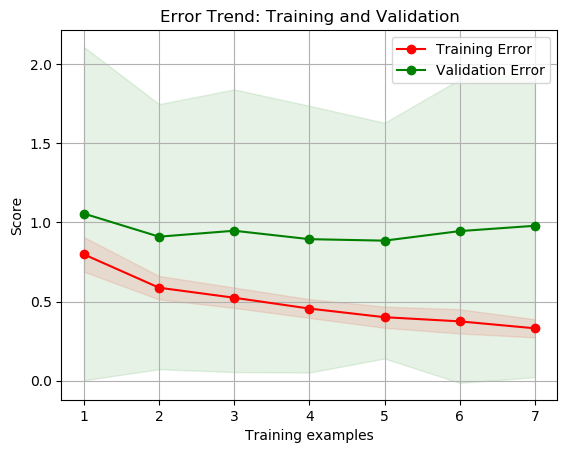 Error Trend: Training and Validation
Training Error
Validation Error
2.0
1.5
1.0
0.5
0.0
Score
1 2 3 4 5 6 7
Training examples